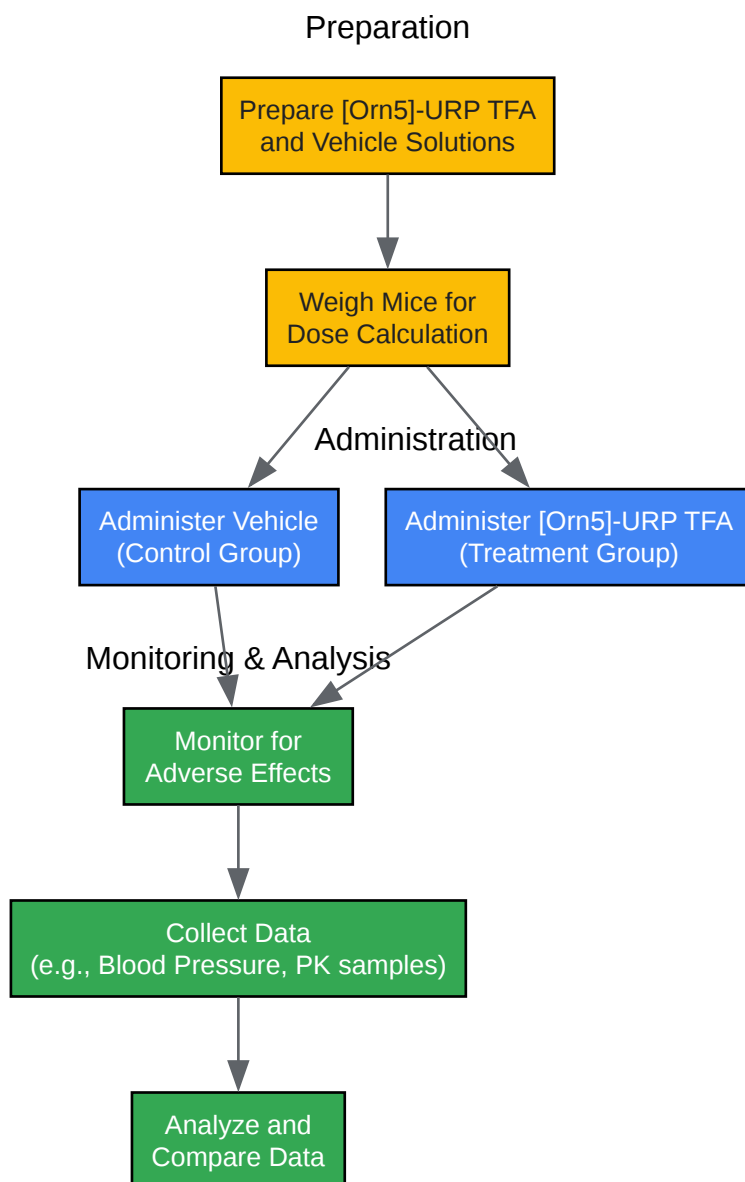 Preparation
Prepare [Orn5]-URP TFA
and Vehicle Solutions
Weigh Mice for
Dose Calculation
Administration
Administer Vehicle
(Control Group)
Administer [Orn5]-URP TFA
(Treatment Group)
Monitoring & Analysis
Monitor for
Adverse Effects
Collect Data
(e.g., Blood Pressure, PK samples)
Analyze and
Compare Data